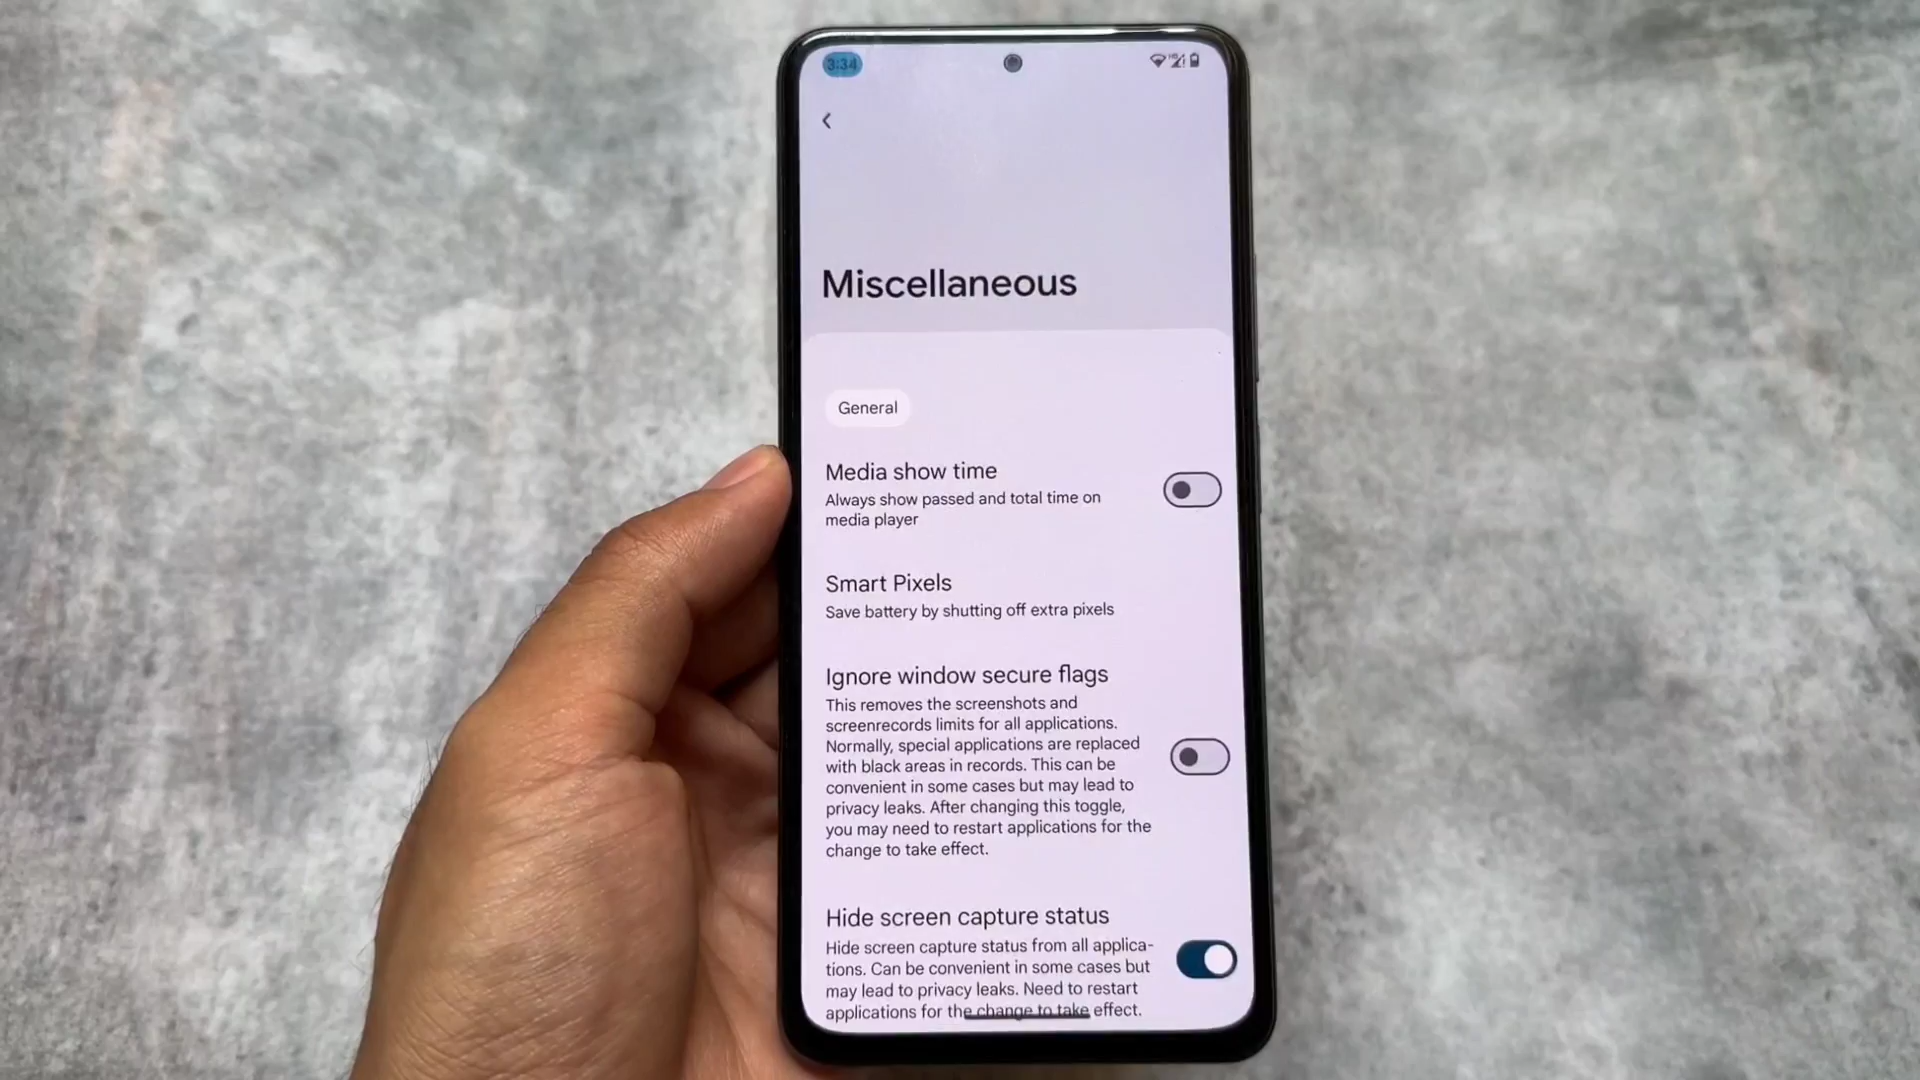 3:34
Miscellaneous
General
Media show time
Always show passed and total time on
media player
Smart Pixels
Save battery by shutting off extra pixels
Ignore window secure flags
This removes the screenshots and
screenrecords limits for all applications.
Normally, special applications are replaced
with black areas in records. This can be
convenient in some cases but may lead to
privacy leaks. After changing this toggle,
you may need to restart applications for the
change to take effect.
Hide screen capture status
Hide screen capture status from all applica-
tions. Can be convenient in some cases but
may lead to privacy leaks. Need to restart
applications for the change to take effect.